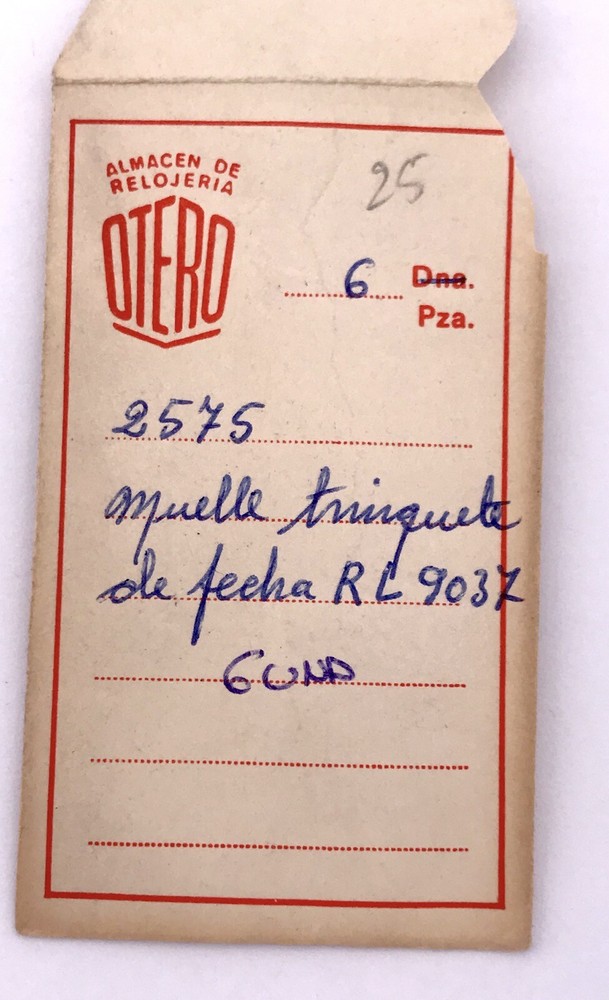 ALMACEN DE
RELOJERIA
OTERO
25
6 Dna.
Pza.
2575
muelle trinquete
de fecha RL 9037
6 UND